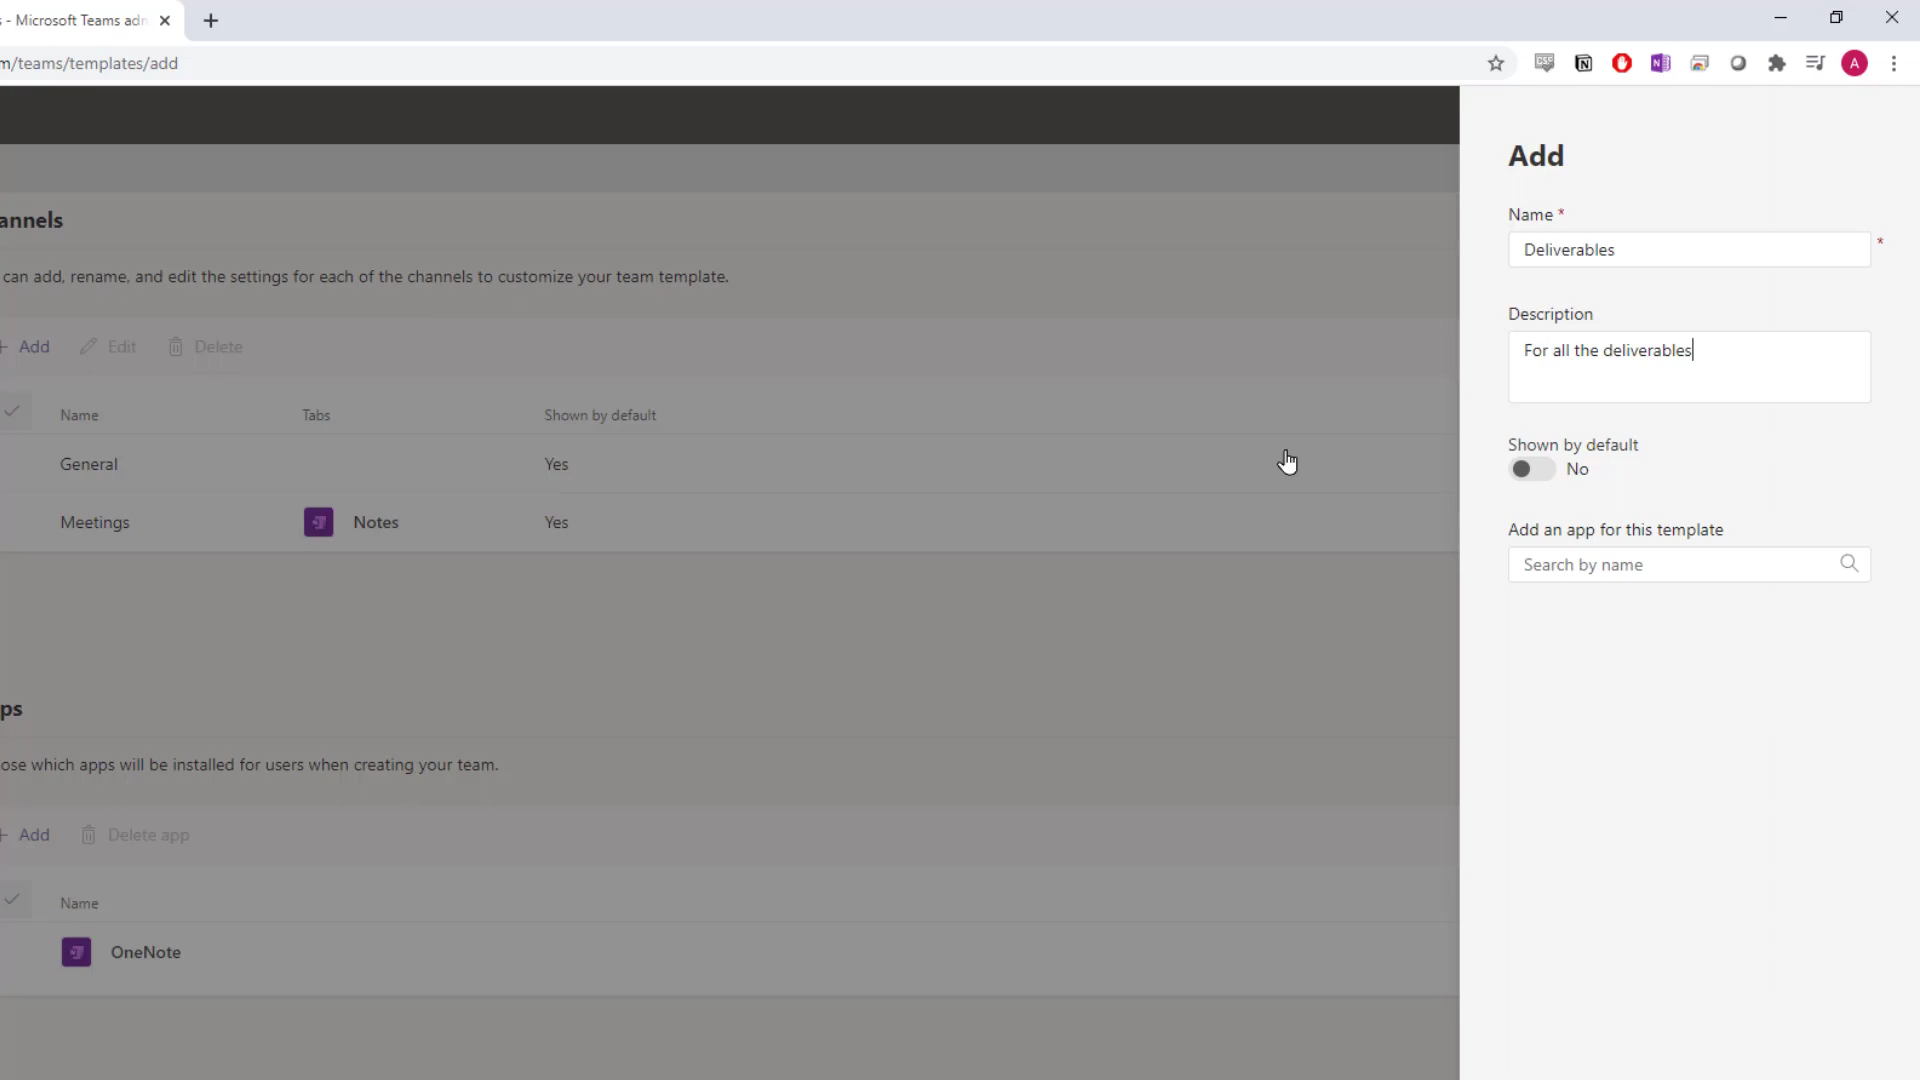 s - Microsoft Teams adm
m/teams/templates/add
CSS
N
N
A
Add
Name *
Deliverables
*
Description
For all the deliverables
Shown by default
No
Add an app for this template
Search by name
annels
can add, rename, and edit the settings for each of the channels to customize your team template.
+ Add Edit Delete
Name Tabs Shown by default
General Yes
Meetings Notes Yes
ps
ose which apps will be installed for users when creating your team.
+ Add Delete app
Name
OneNote